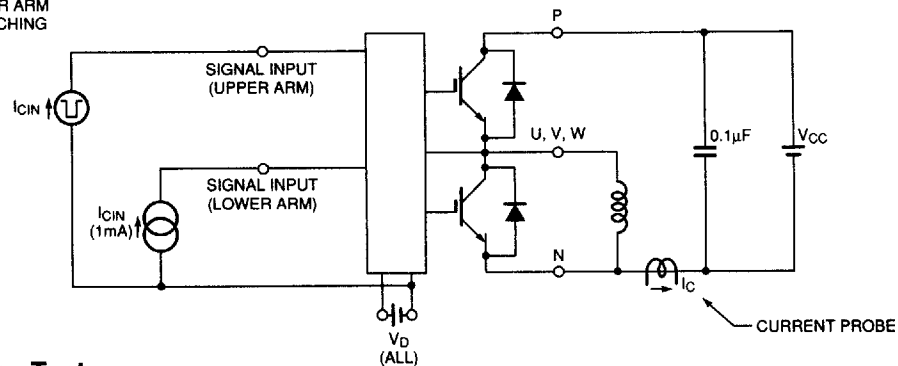 ARM
SIGNAL INPUT
(UPPER ARM)
ICIN
SIGNAL INPUT
(LOWER ARM)
ICIN
(1mA)
VD
(ALL)
P
U, V, W
N
0.1μF
VCC
IC
CURRENT PROBE